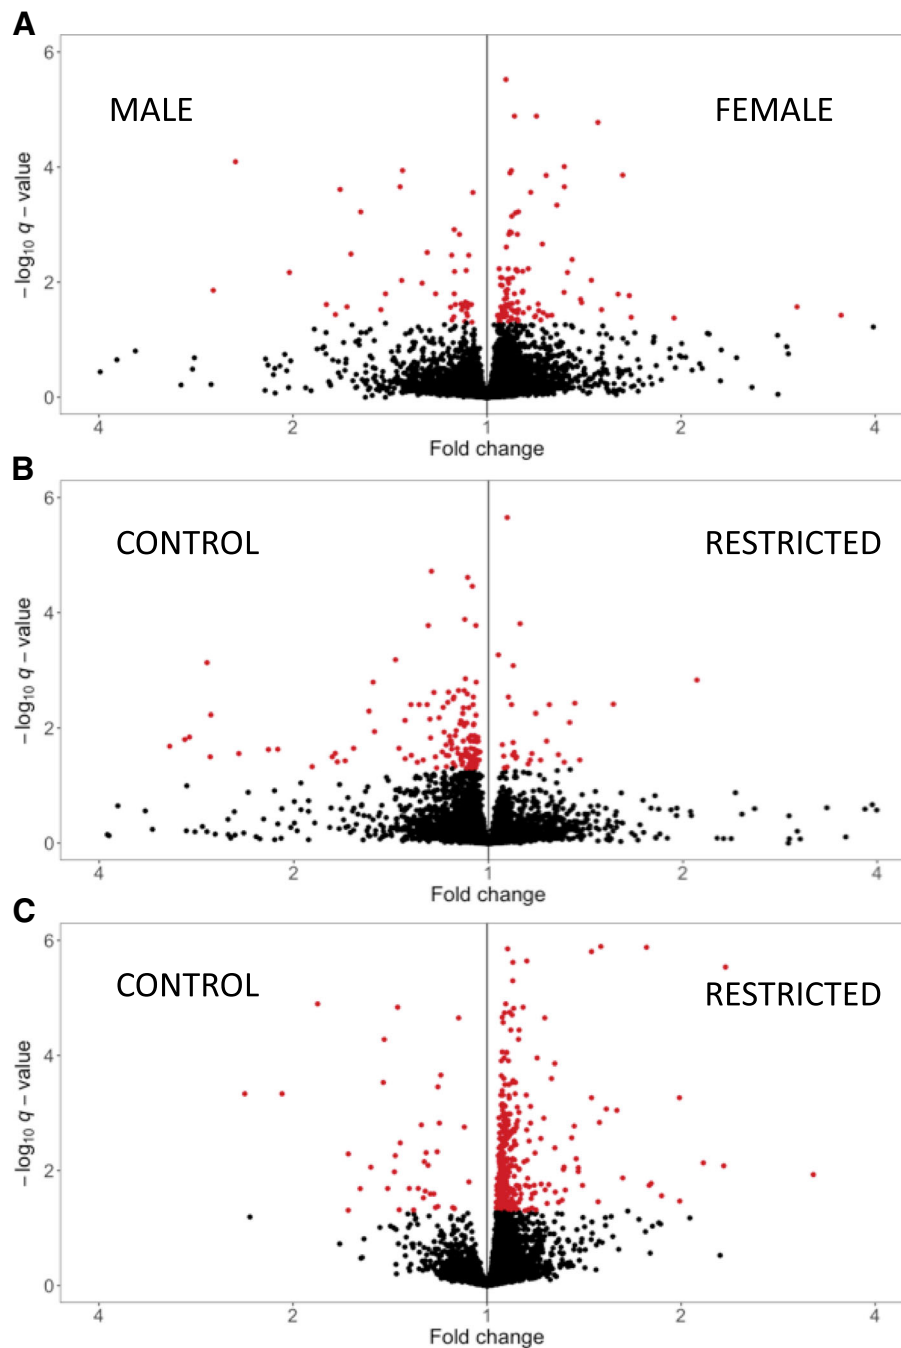 A
6
MALE
FEMALE
4
2
0
− log10 q − value
4
2
1
2
4
Fold change
B
6
CONTROL
RESTRICTED
4
2
0
− log10 q − value
4
2
1
2
4
Fold change
C
6
CONTROL
RESTRICTED
4
2
0
− log10 q − value
4
2
1
2
4
Fold change